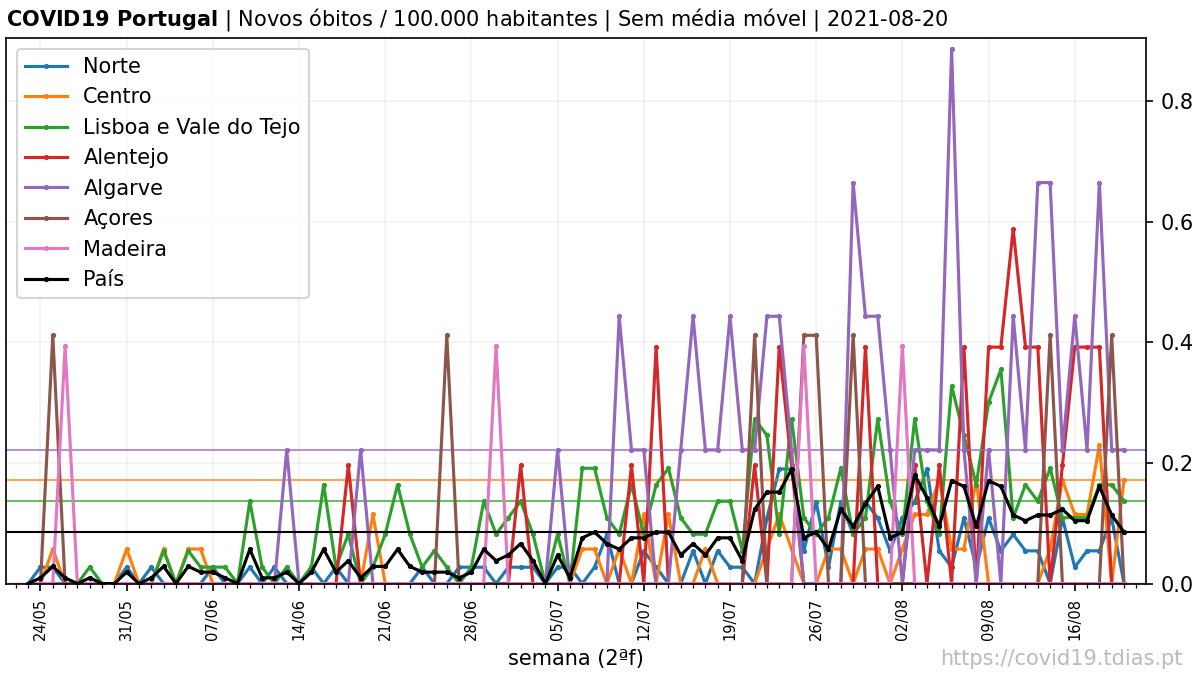 COVID19 Portugal | Novos óbitos / 100.000 habitantes | Sem média móvel | 2021-08-20
Norte
Centro
Lisboa e Vale do Tejo
Alentejo
Algarve
Açores
Madeira
País
0.8
0.6
0.4
0.2
0.0
24/05
31/05
07/06
14/06
21/06
28/06
05/07
12/07
19/07
26/07
02/08
09/08
16/08
semana (2ªf)
https://covid19.tdias.pt